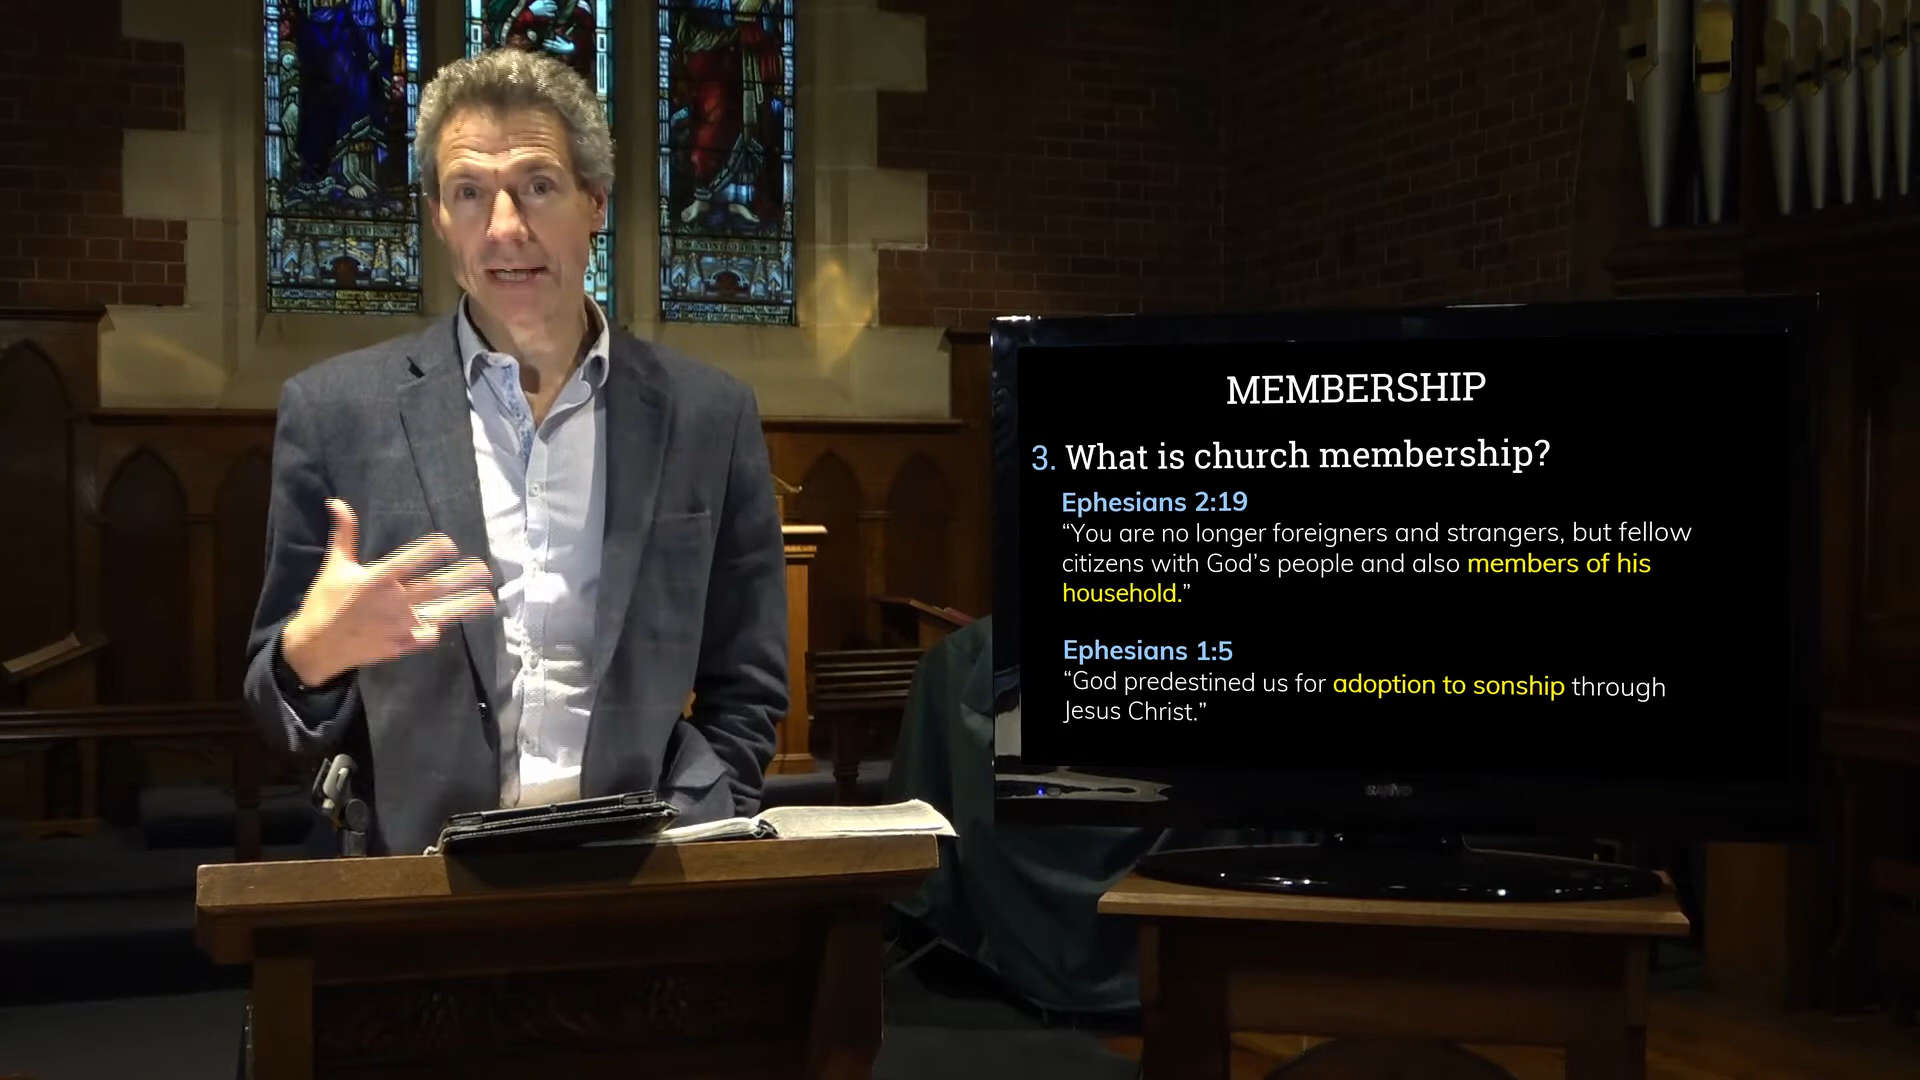 MEMBERSHIP
3. What is church membership?
Ephesians 2:19
“You are no longer foreigners and strangers, but fellow
citizens with God’s people and also members of his
household.”
Ephesians 1:5
“God predestined us for adoption to sonship through
Jesus Christ.”
SANYO